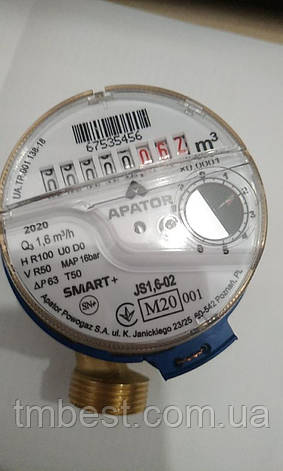 UA.TR.001 138-18
67535456
00000062 m³
x0,0001
APATOR
2020
Q₃ 1,6 m³/h
H R100 U0 D0
V R50 MAP 16bar
ΔP63 T50
SMART+
SN+
JS1,6-02
M20 001
Apator Powogaz S.A. ul. K. Janickiego 23/25 60-542 Poznań, PL
tmbest.com.ua